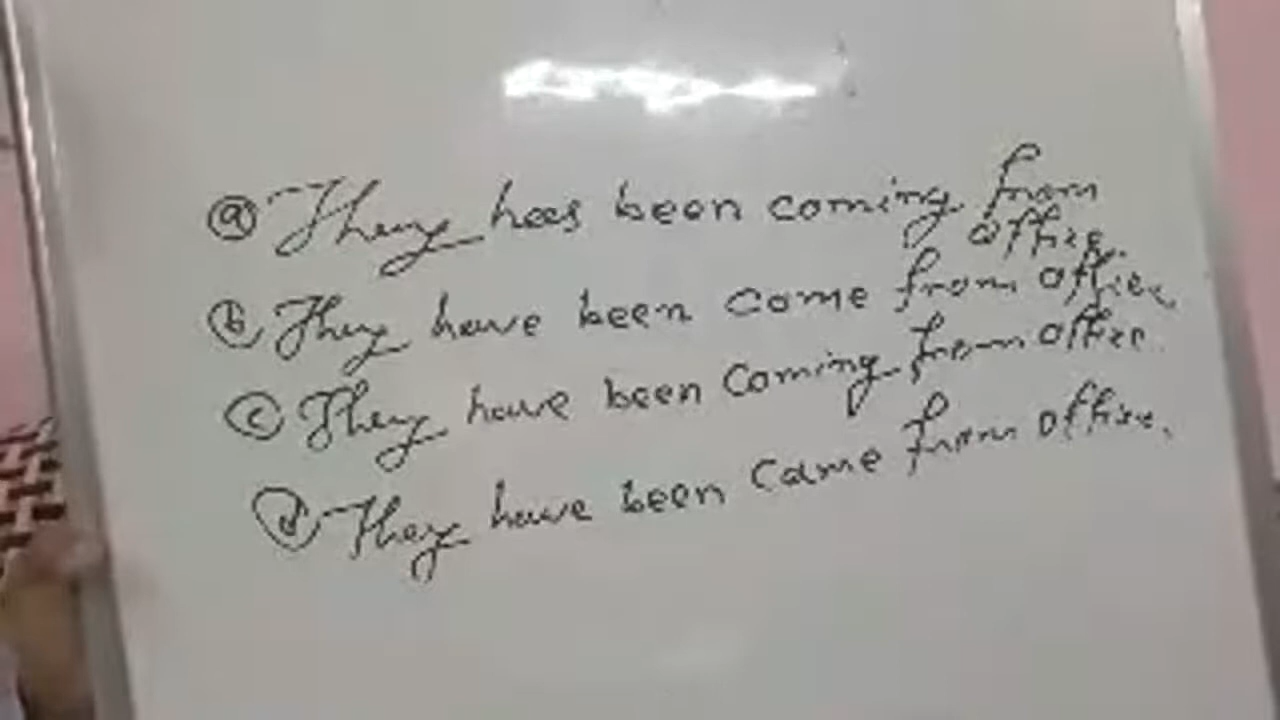 ⓐ They has been coming from
office.
ⓑ They have been come from office.
ⓒ They have been coming from office.
ⓓ They have been came from office.